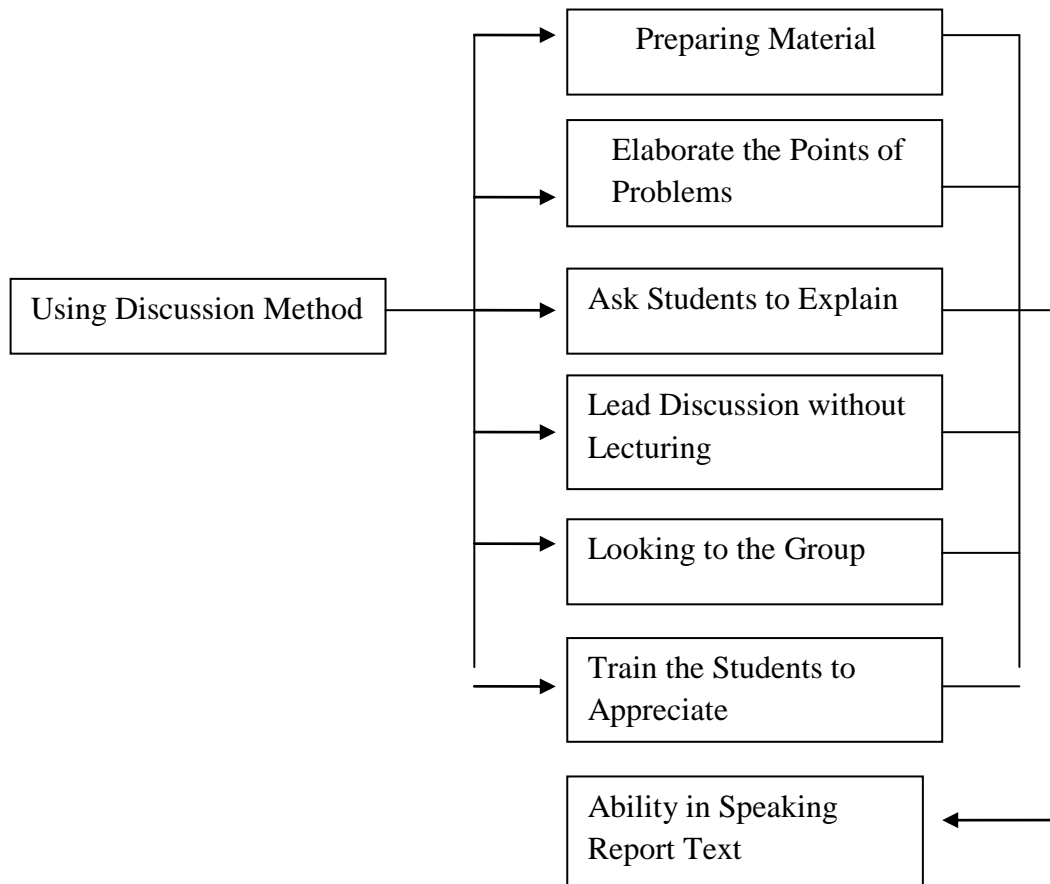 Preparing Material
Elaborate the Points of
Problems
Using Discussion Method
Ask Students to Explain
Lead Discussion without
Lecturing
Looking to the Group
Train the Students to
Appreciate
Ability in Speaking
Report Text